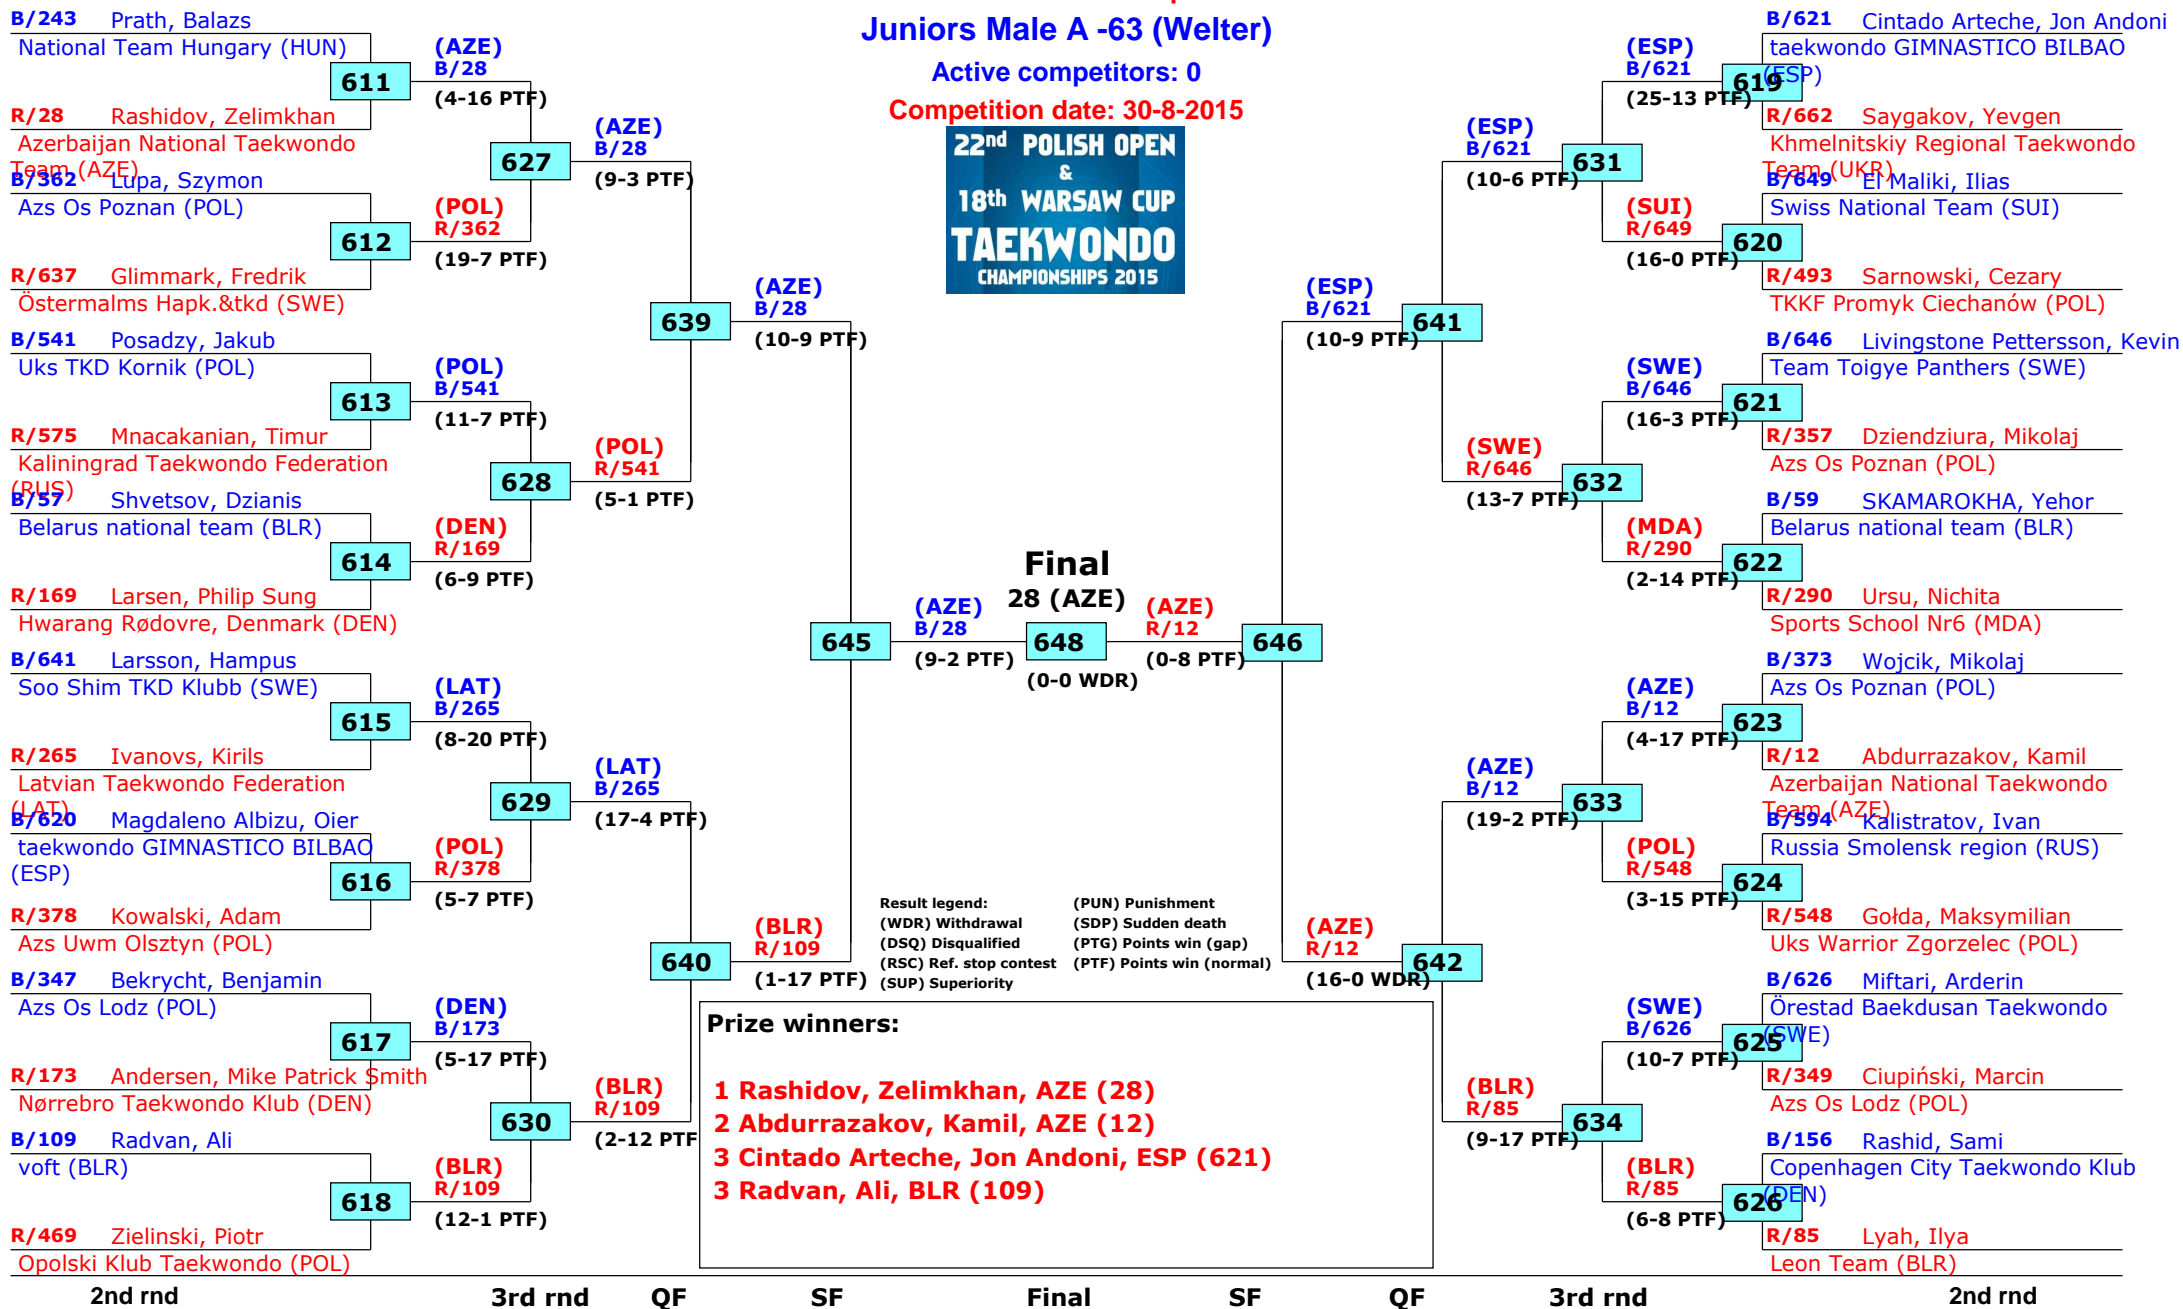 Juniors Male A -63 (Welter)
Active competitors: 0
Competition date: 30-8-2015
22nd POLISH OPEN
&
18th WARSAW CUP
TAEKWONDO
CHAMPIONSHIPS 2015
B/243 Prath, Balazs
National Team Hungary (HUN)
611
R/28 Rashidov, Zelimkhan
Azerbaijan National Taekwondo
Team (AZE)
B/362 Lupa, Szymon
Azs Os Poznan (POL)
612
R/637 Glimmark, Fredrik
Östermalms Hapk.&tkd (SWE)
B/541 Posadzy, Jakub
Uks TKD Kornik (POL)
613
R/575 Mnacakanian, Timur
Kaliningrad Taekwondo Federation
(RUS)
B/57 Shvetsov, Dzianis
Belarus national team (BLR)
614
R/169 Larsen, Philip Sung
Hwarang Rødovre, Denmark (DEN)
B/641 Larsson, Hampus
Soo Shim TKD Klubb (SWE)
615
R/265 Ivanovs, Kirils
Latvian Taekwondo Federation
(LAT)
B/620 Magdaleno Albizu, Oier
taekwondo GIMNASTICO BILBAO
(ESP)
616
R/378 Kowalski, Adam
Azs Uwm Olsztyn (POL)
B/347 Bekrycht, Benjamin
Azs Os Lodz (POL)
617
R/173 Andersen, Mike Patrick Smith
Nørrebro Taekwondo Klub (DEN)
B/109 Radvan, Ali
voft (BLR)
618
R/469 Zielinski, Piotr
Opolski Klub Taekwondo (POL)
(AZE)
B/28
(4-16 PTF)
627
(POL)
R/362
(19-7 PTF)
(POL)
B/541
(11-7 PTF)
628
(DEN)
R/169
(6-9 PTF)
(LAT)
B/265
(8-20 PTF)
629
(POL)
R/378
(5-7 PTF)
(DEN)
B/173
(5-17 PTF)
630
(BLR)
R/109
(12-1 PTF)
(AZE)
B/28
(9-3 PTF)
639
(POL)
R/541
(5-1 PTF)
(LAT)
B/265
(17-4 PTF)
640
(BLR)
R/109
(2-12 PTF
(AZE)
B/28
(10-9 PTF)
645
(BLR)
R/109
(1-17 PTF)
(AZE)
B/28
(9-2 PTF)
Final
28 (AZE)
648
(0-0 WDR)
(AZE)
R/12
(0-8 PTF)
646
(ESP)
B/621
(10-9 PTF)
641
(AZE)
R/12
(16-0 WDR)
642
(ESP)
B/621
(10-6 PTF)
631
(SWE)
R/646
(13-7 PTF)
632
(AZE)
B/12
(19-2 PTF)
633
(BLR)
R/85
(9-17 PTF)
634
(ESP)
B/621
(25-13 PTF)
(SUI)
R/649
(16-0 PTF)
(SWE)
B/646
(16-3 PTF)
(MDA)
R/290
(2-14 PTF)
(AZE)
B/12
(4-17 PTF)
(POL)
R/548
(3-15 PTF)
(SWE)
B/626
(10-7 PTF)
(BLR)
R/85
(6-8 PTF)
B/621 Cintado Arteche, Jon Andoni
taekwondo GIMNASTICO BILBAO
(ESP)
619
R/662 Saygakov, Yevgen
Khmelnitskiy Regional Taekwondo
Team (UKR)
B/649 El Maliki, Ilias
Swiss National Team (SUI)
620
R/493 Sarnowski, Cezary
TKKF Promyk Ciechanów (POL)
B/646 Livingstone Pettersson, Kevin
Team Toigye Panthers (SWE)
621
R/357 Dziendziura, Mikolaj
Azs Os Poznan (POL)
B/59 SKAMAROKHA, Yehor
Belarus national team (BLR)
622
R/290 Ursu, Nichita
Sports School Nr6 (MDA)
B/373 Wojcik, Mikolaj
Azs Os Poznan (POL)
623
R/12 Abdurrazakov, Kamil
Azerbaijan National Taekwondo
Team (AZE)
B/594 Kalistratov, Ivan
Russia Smolensk region (RUS)
624
R/548 Gołda, Maksymilian
Uks Warrior Zgorzelec (POL)
B/626 Miftari, Arderin
Örestad Baekdusan Taekwondo
(SWE)
625
R/349 Ciupiński, Marcin
Azs Os Lodz (POL)
B/156 Rashid, Sami
Copenhagen City Taekwondo Klub
(DEN)
626
R/85 Lyah, Ilya
Leon Team (BLR)
Result legend: (PUN) Punishment
(WDR) Withdrawal (SDP) Sudden death
(DSQ) Disqualified (PTG) Points win (gap)
(RSC) Ref. stop contest (PTF) Points win (normal)
(SUP) Superiority
Prize winners:
1 Rashidov, Zelimkhan, AZE (28)
2 Abdurrazakov, Kamil, AZE (12)
3 Cintado Arteche, Jon Andoni, ESP (621)
3 Radvan, Ali, BLR (109)
2nd rnd 3rd rnd QF SF Final SF QF 3rd rnd 2nd rnd